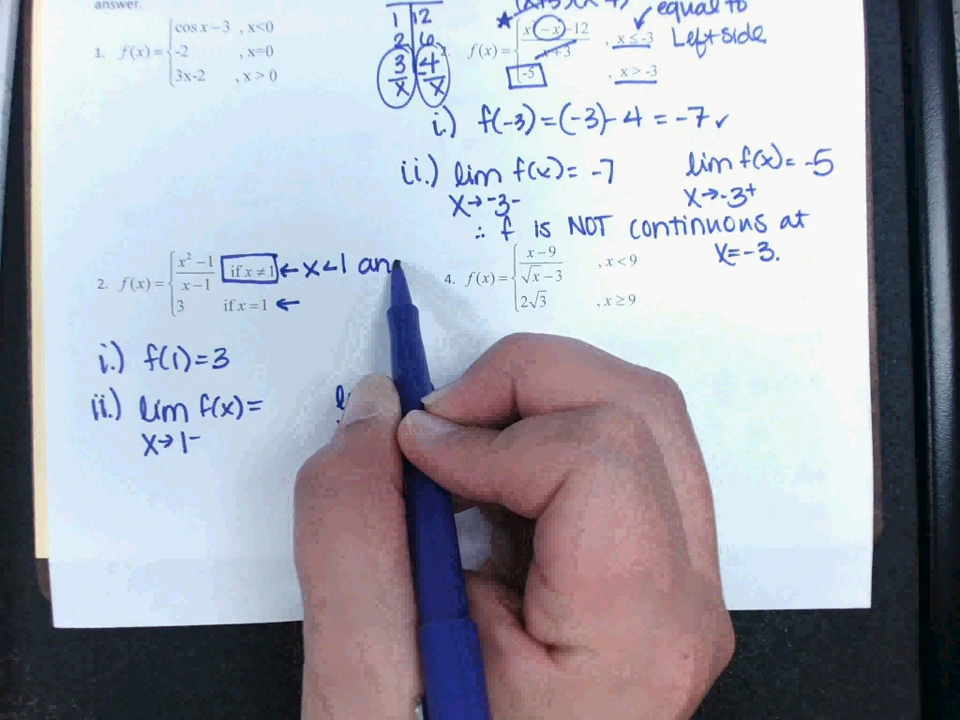 answer.
1. f(x)= cos x – 3 , x<0
-2 , x=0
3x-2 , x > 0
1 12
2 6
3 4
x x
f(x)= x -x -12 , x ≤ -3
x+3
-5 , x > -3
equal to
Left side
i.) f(-3) = (-3)-4 = -7 ✓
ii.) lim f(x) = -7 lim f(x) = -5
x→-3- x→-3+
∴ f is NOT continuous at
x=-3.
2. f(x)= x² –1 if x ≠ 1 ← x<1 an
x – 1
3 if x = 1 ←
i.) f(1)=3
ii.) lim f(x)=
x→1-
4. f(x)= x – 9 , x < 9
√x – 3
2√3 , x ≥ 9